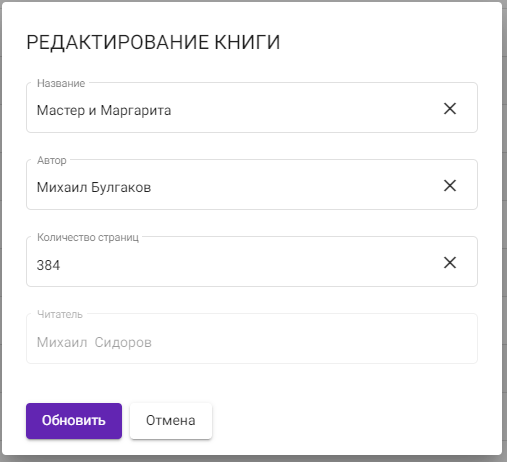 РЕДАКТИРОВАНИЕ КНИГИ
Название
Мастер и Маргарита
Автор
Михаил Булгаков
Количество страниц
384
Читатель
Михаил  Сидоров
Обновить Отмена